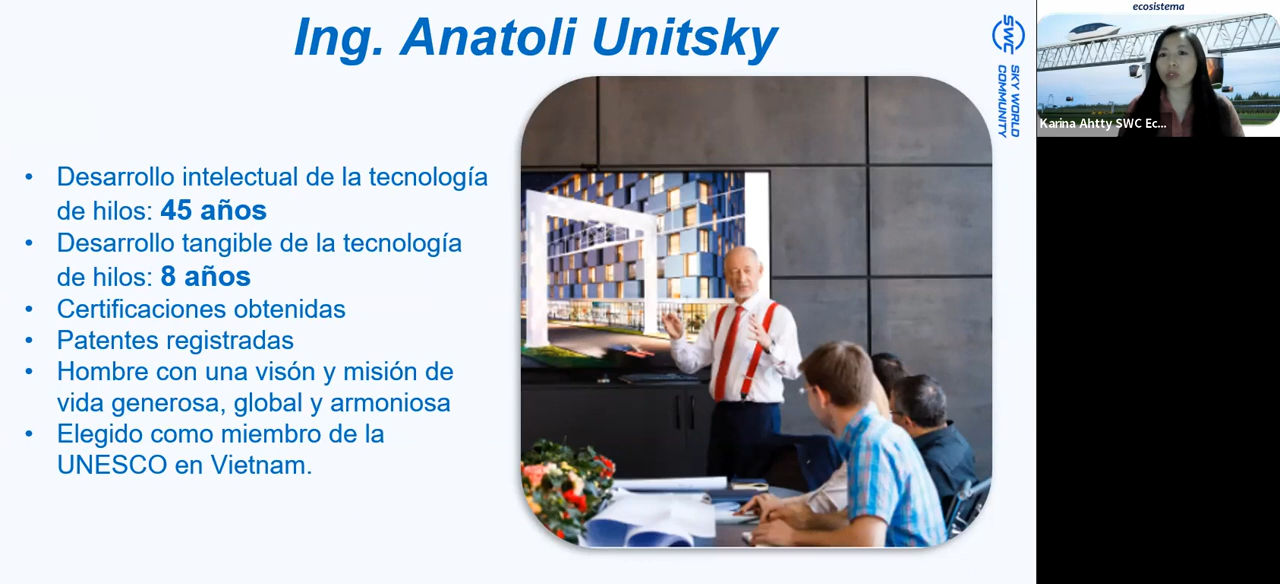 Ing. Anatoli Unitsky
• Desarrollo intelectual de la tecnología
de hilos: 45 años
• Desarrollo tangible de la tecnología
de hilos: 8 años
• Certificaciones obtenidas
• Patentes registradas
• Hombre con una visón y misión de
vida generosa, global y armoniosa
• Elegido como miembro de la
UNESCO en Vietnam.
SWC
SKY WORLD
COMMUNITY
ecosistema
Karina Ahtty SWC Ec...